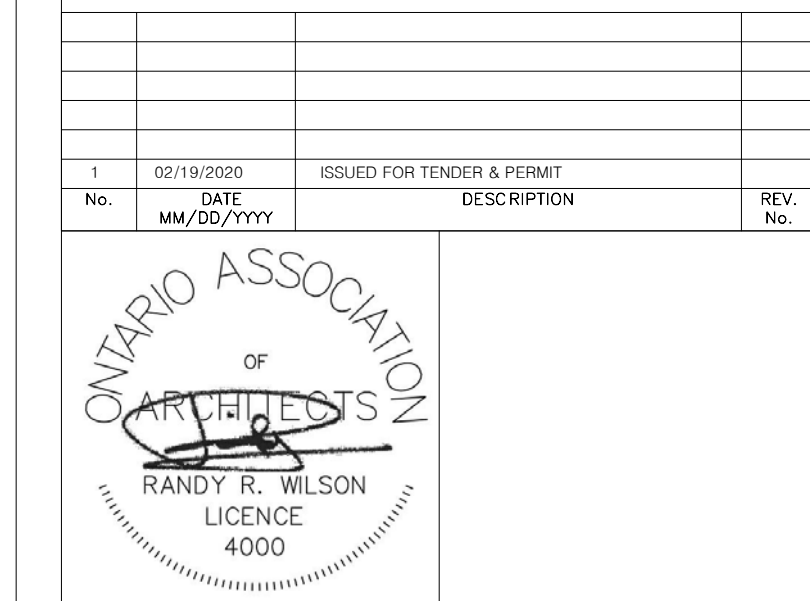 1 02/19/2020 ISSUED FOR TENDER & PERMIT
No. DATE MM/DD/YYYY DESCRIPTION REV. No.
ONTARIO ASSOCIATION
OF
ARCHITECTS
RANDY R. WILSON
LICENCE
4000